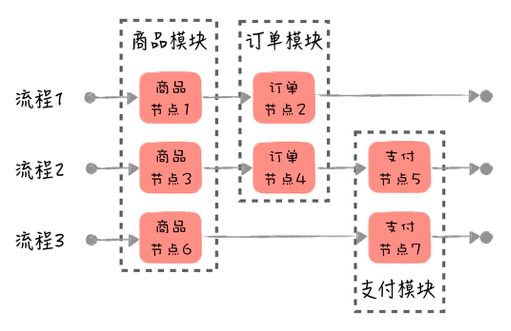 商品模块
订单模块
流程1
商品
节点1
订单
节点2
流程2
商品
节点3
订单
节点4
支付
节点5
流程3
商品
节点6
支付
节点7
支付模块